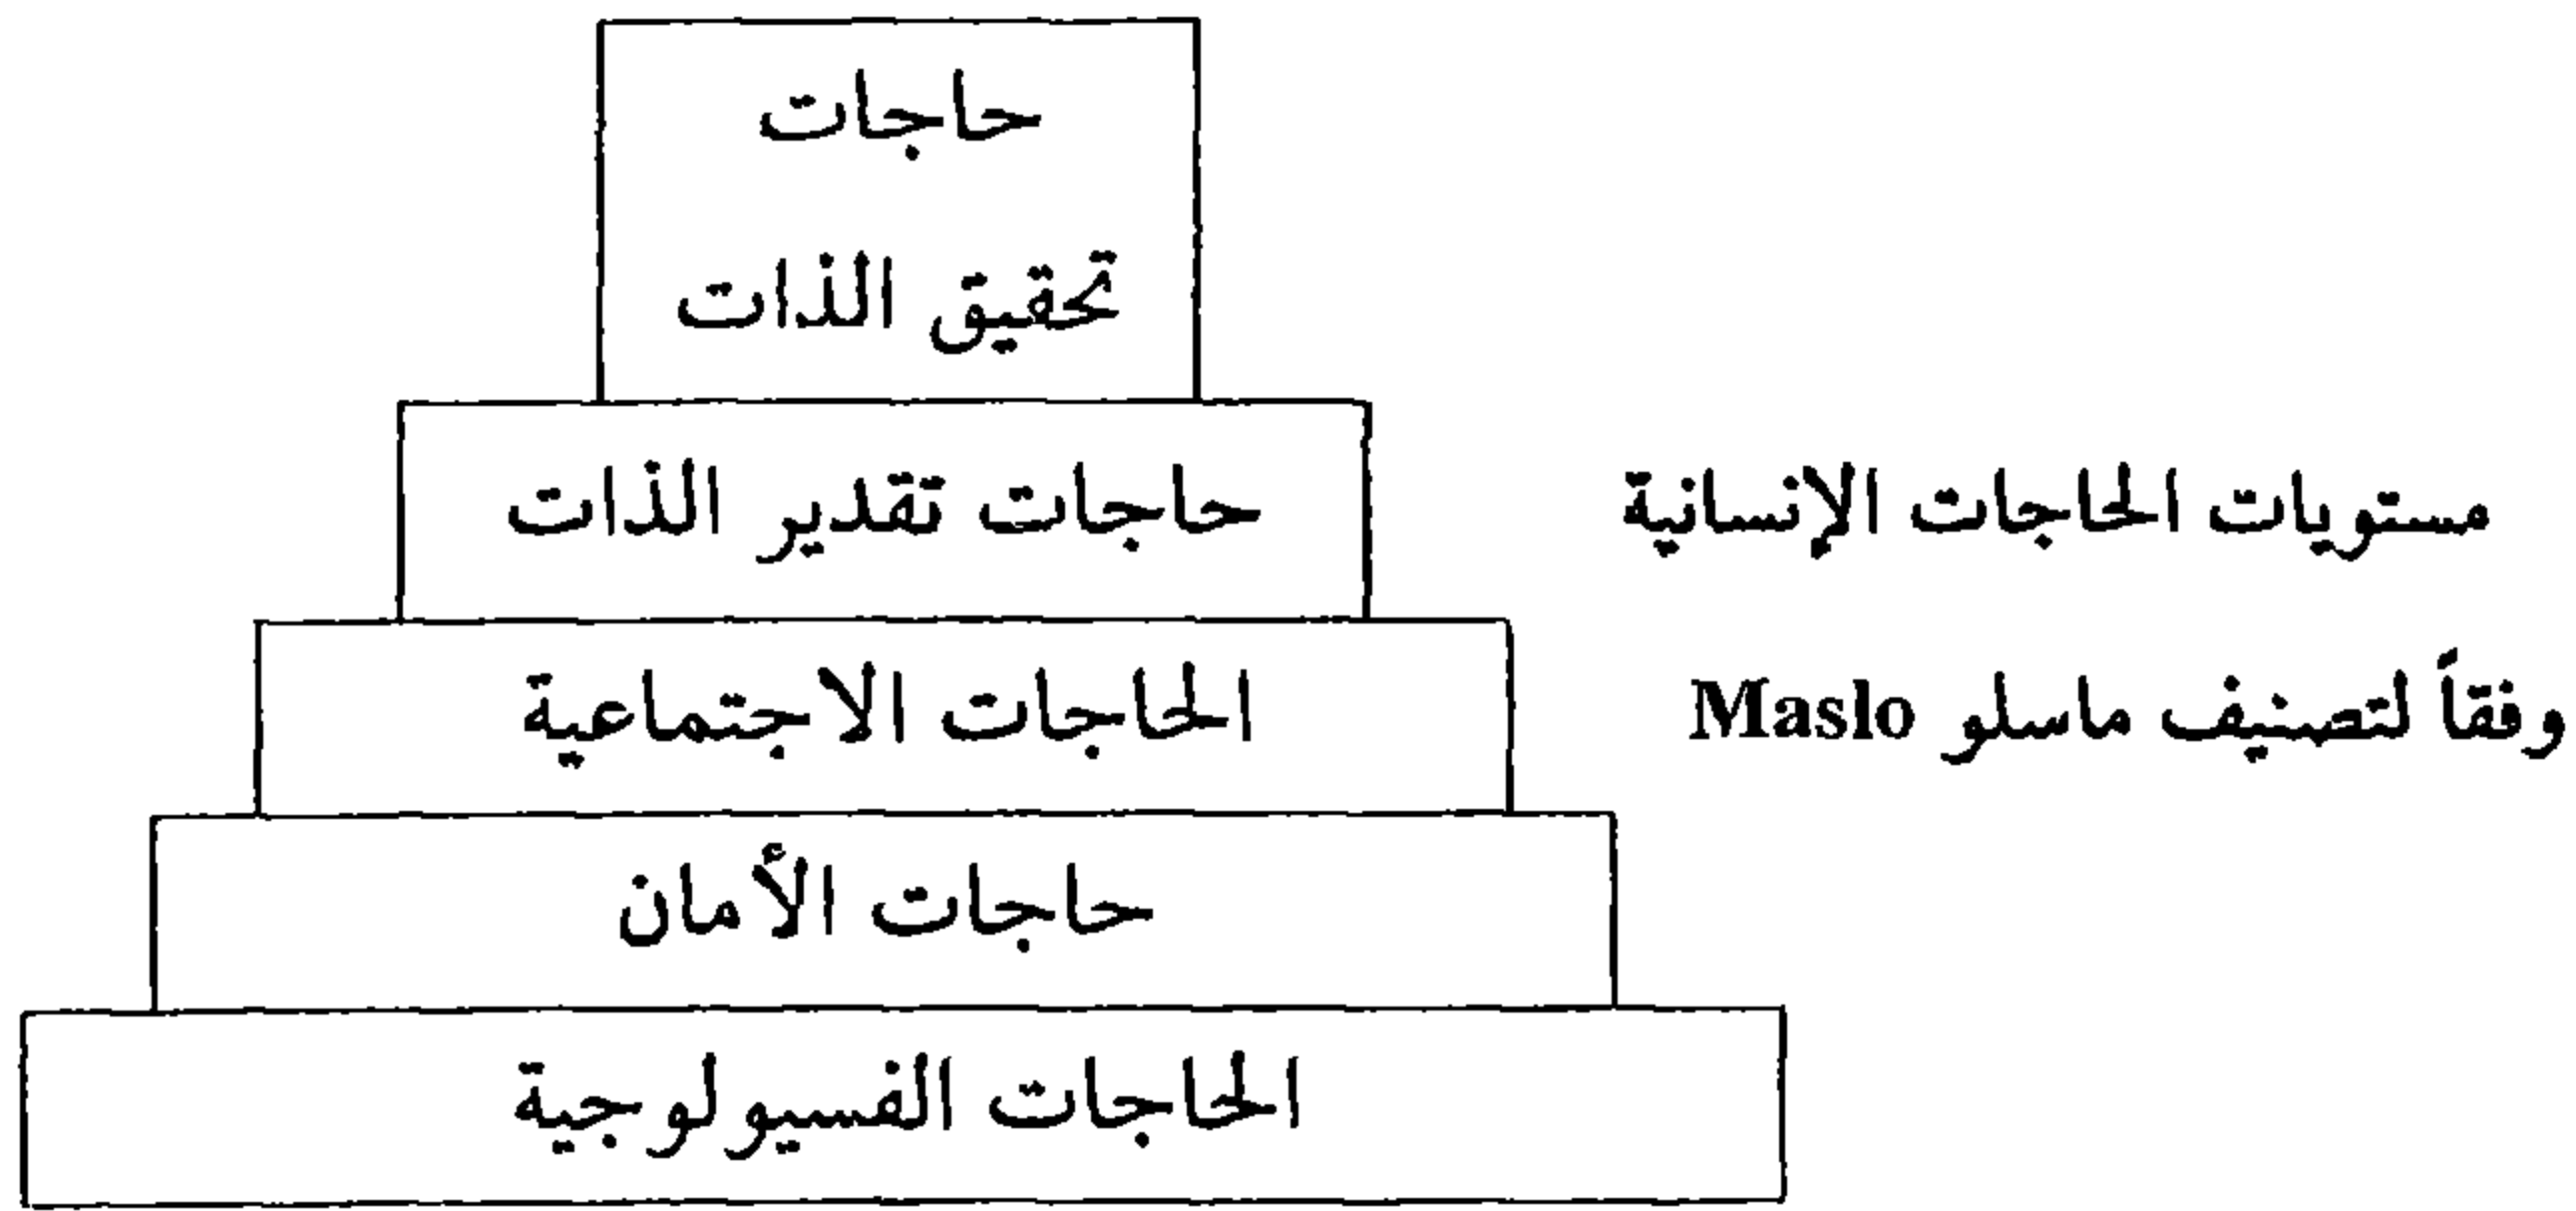 حاجات
تحقيق الذات
حاجات تقدير الذات
مستويات الحاجات الإنسانية
الحاجات الاجتماعية
وفقاً لتصنيف ماسلو Maslo
حاجات الأمان
الحاجات الفسيولوجية